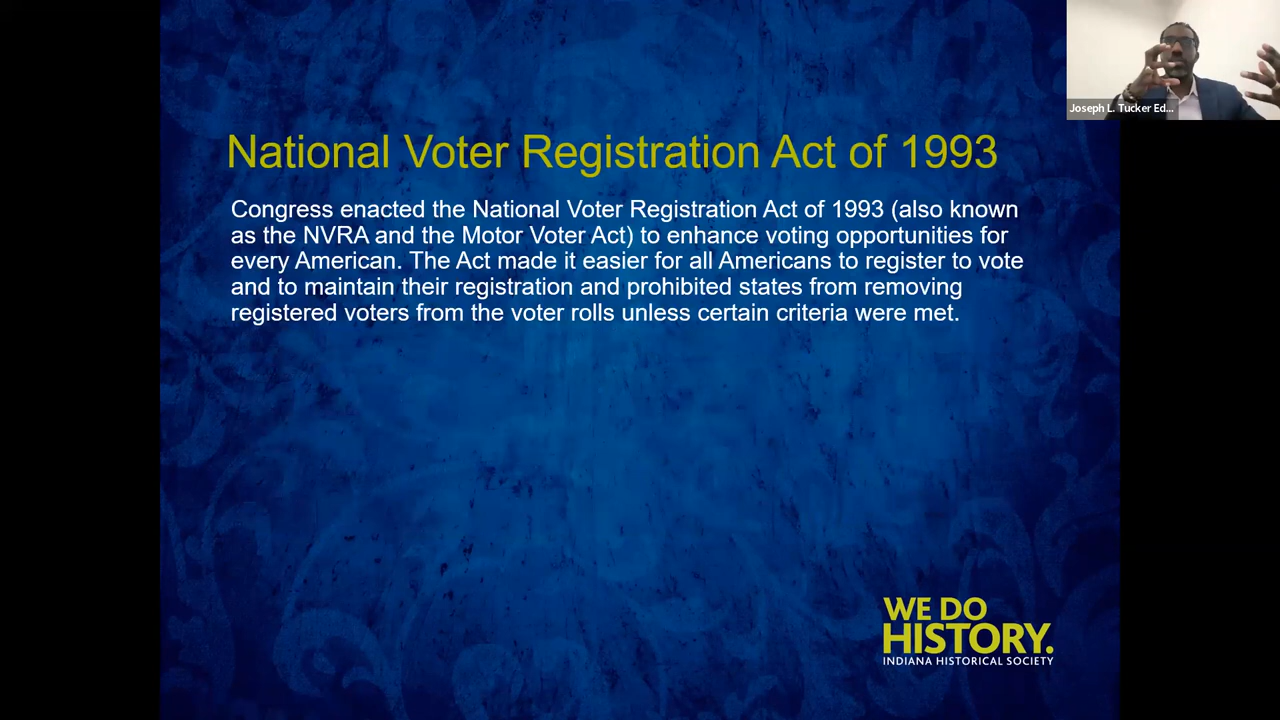 Joseph L. Tucker Ed...
National Voter Registration Act of 1993
Congress enacted the National Voter Registration Act of 1993 (also known
as the NVRA and the Motor Voter Act) to enhance voting opportunities for
every American. The Act made it easier for all Americans to register to vote
and to maintain their registration and prohibited states from removing
registered voters from the voter rolls unless certain criteria were met.
WE DO
HISTORY.
INDIANA HISTORICAL SOCIETY